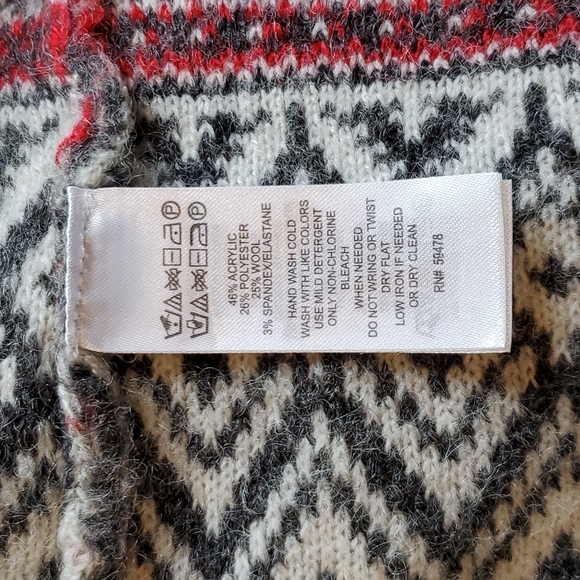 46% ACRYLIC
26% POLYESTER
25% WOOL
3% SPANDEX/ELASTANE
HAND WASH COLD
WASH WITH LIKE COLORS
USE MILD DETERGENT
ONLY NON-CHLORINE
BLEACH
WHEN NEEDED
DO NOT WRING OR TWIST
DRY FLAT
LOW IRON IF NEEDED
OR DRY CLEAN
RN# 59478